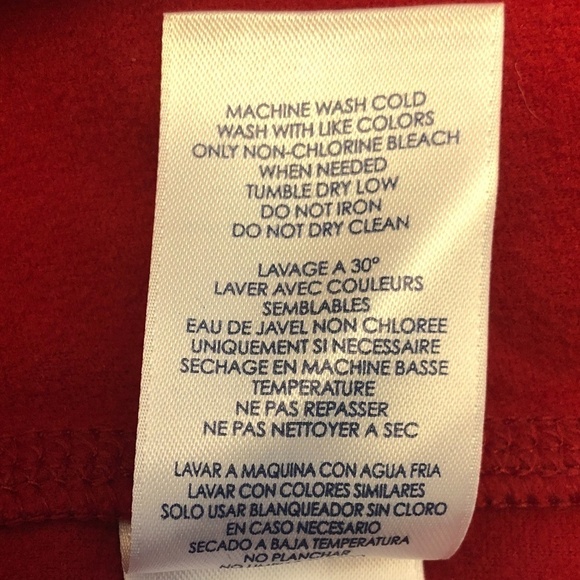 MACHINE WASH COLD
WASH WITH LIKE COLORS
ONLY NON-CHLORINE BLEACH
WHEN NEEDED
TUMBLE DRY LOW
DO NOT IRON
DO NOT DRY CLEAN
LAVAGE A 30°
LAVER AVEC COULEURS
SEMBLABLES
EAU DE JAVEL NON CHLOREE
UNIQUEMENT SI NECESSAIRE
SECHAGE EN MACHINE BASSE
TEMPERATURE
NE PAS REPASSER
NE PAS NETTOYER A SEC
LAVAR A MAQUINA CON AGUA FRIA
LAVAR CON COLORES SIMILARES
SOLO USAR BLANQUEADOR SIN CLORO
EN CASO NECESARIO
SECADO A BAJA TEMPERATURA
NO PLANCHAR
NO